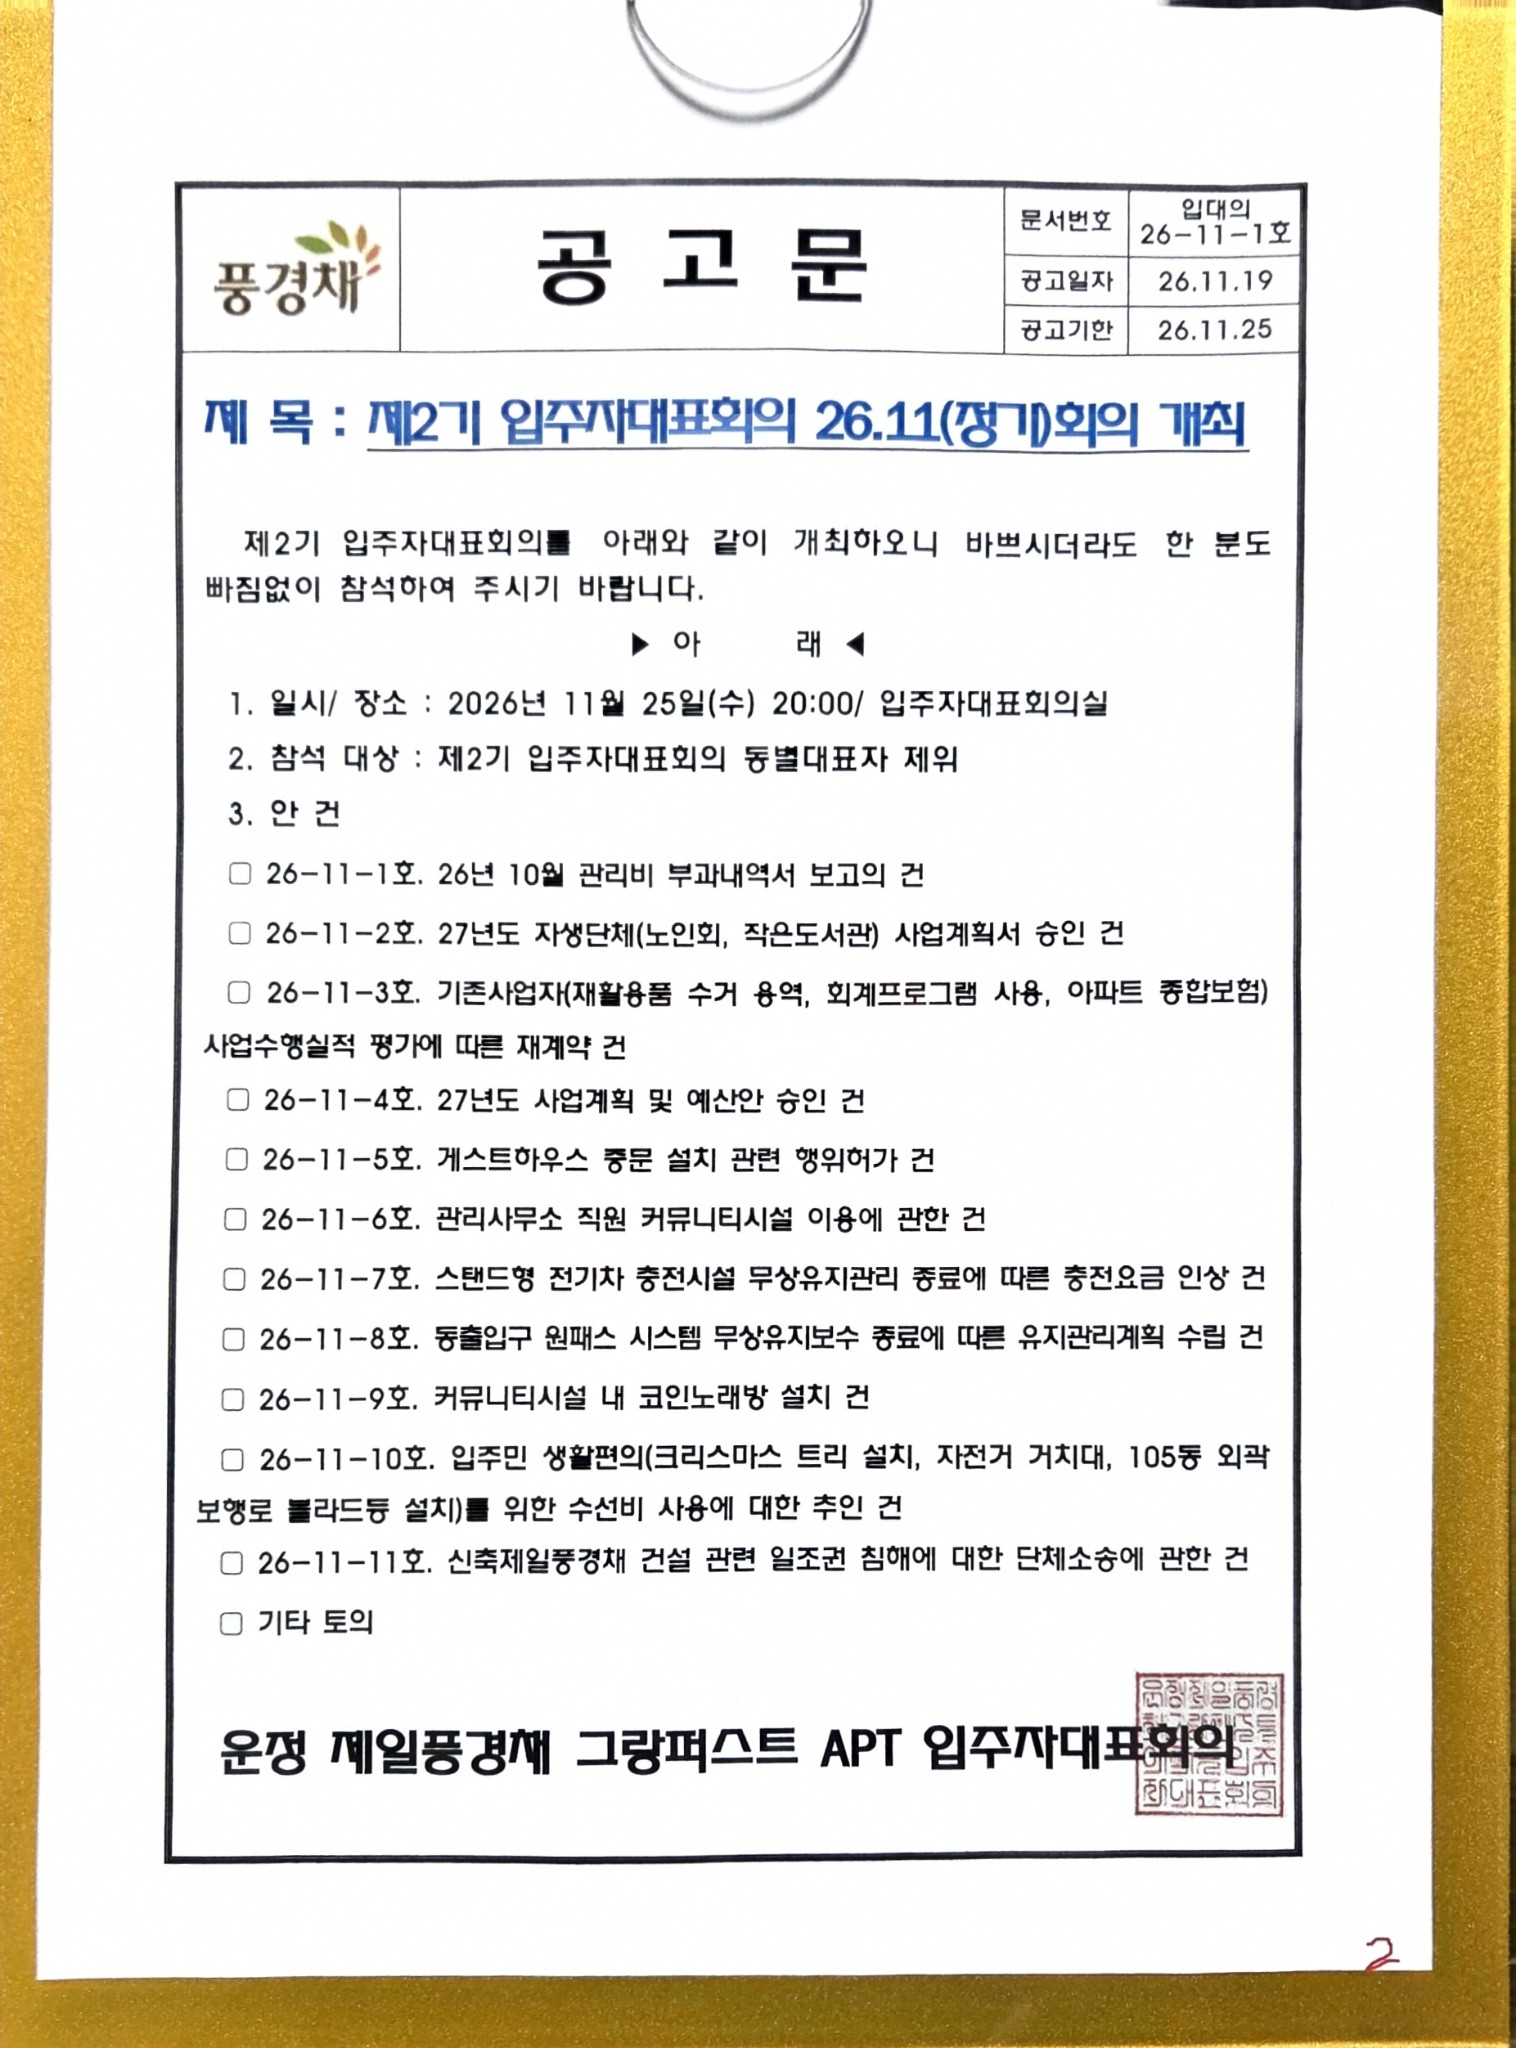 풍경채
공 고 문
문서번호
입대의
26-11-1호
공고일자
26.11.19
공고기한
26.11.25
제 목 : 제2기 입주자대표회의 26.11(정기)회의 개최
제2기 입주자대표회의를 아래와 같이 개최하오니 바쁘시더라도 한 분도
빠짐없이 참석하여 주시기 바랍니다.
▶ 아 래 ◀
1. 일시/ 장소 : 2026년 11월 25일(수) 20:00/ 입주자대표회의실
2. 참석 대상 : 제2기 입주자대표회의 동별대표자 제위
3. 안 건
▢ 26-11-1호. 26년 10월 관리비 부과내역서 보고의 건
▢ 26-11-2호. 27년도 자생단체(노인회, 작은도서관) 사업계획서 승인 건
▢ 26-11-3호. 기존사업자(재활용품 수거 용역, 회계프로그램 사용, 아파트 종합보험)
사업수행실적 평가에 따른 재계약 건
▢ 26-11-4호. 27년도 사업계획 및 예산안 승인 건
▢ 26-11-5호. 게스트하우스 중문 설치 관련 행위허가 건
▢ 26-11-6호. 관리사무소 직원 커뮤니티시설 이용에 관한 건
▢ 26-11-7호. 스탠드형 전기차 충전시설 무상유지관리 종료에 따른 충전요금 인상 건
▢ 26-11-8호. 동출입구 원패스 시스템 무상유지보수 종료에 따른 유지관리계획 수립 건
▢ 26-11-9호. 커뮤니티시설 내 코인노래방 설치 건
▢ 26-11-10호. 입주민 생활편의(크리스마스 트리 설치, 자전거 거치대, 105동 외곽
보행로 볼라드등 설치)를 위한 수선비 사용에 대한 추인 건
▢ 26-11-11호. 신축제일풍경채 건설 관련 일조권 침해에 대한 단체소송에 관한 건
▢ 기타 토의
운정 제일풍경채 그랑퍼스트 APT 입주자대표회의
2